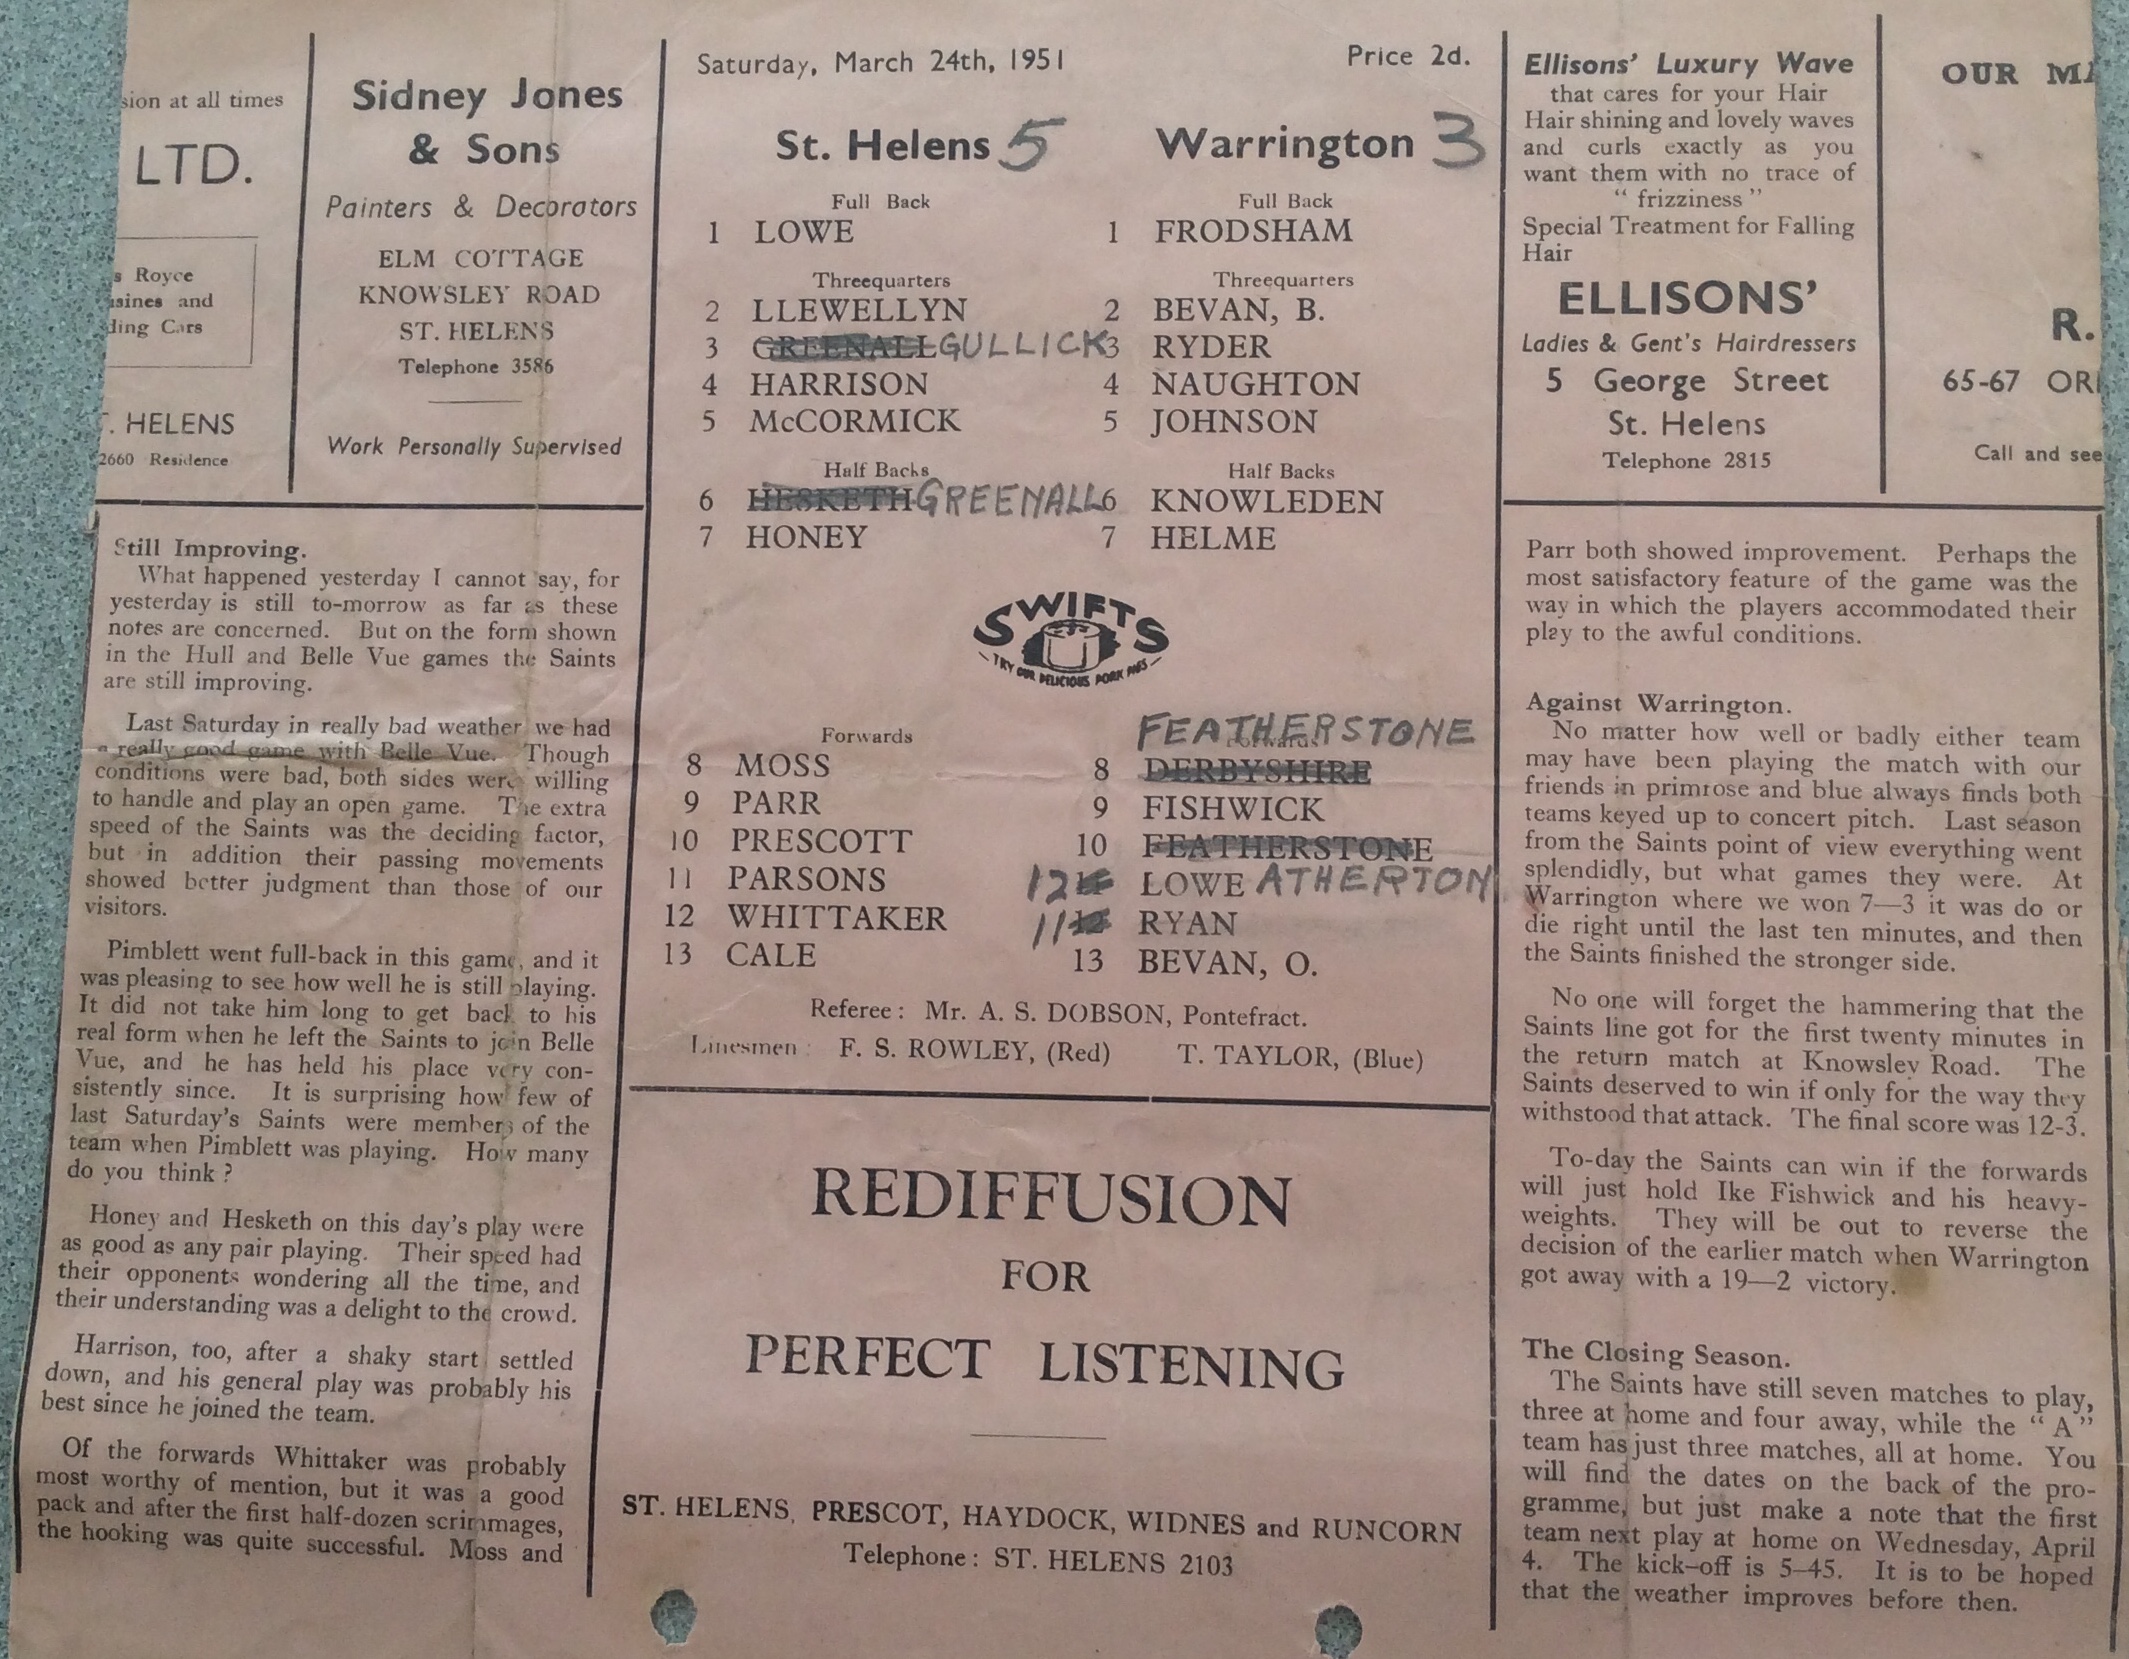 sion at all times
LTD.
s Royce
usines and
ding Cars
T. HELENS
2660 Residence
Sidney Jones
& Sons
Painters & Decorators
ELM COTTAGE
KNOWSLEY ROAD
ST. HELENS
Telephone 3586
Work Personally Supervised
Saturday, March 24th, 1951 Price 2d.
St. Helens 5 Warrington 3
Full Back Full Back
1 LOWE 1 FRODSHAM
Threequarters Threequarters
2 LLEWELLYN 2 BEVAN, B.
3 GREENALL GULLICK 3 RYDER
4 HARRISON 4 NAUGHTON
5 McCORMICK 5 JOHNSON
Half Backs Half Backs
6 HESKETH GREENALL 6 KNOWLEDEN
7 HONEY 7 HELME
SWIFTS
TRY OUR DELICIOUS PORK PIES
FEATHERSTONE
Forwards Forwards
8 MOSS 8 DERBYSHIRE
9 PARR 9 FISHWICK
10 PRESCOTT 10 FEATHERSTONE
11 PARSONS 12 11 LOWE ATHERTON
12 WHITTAKER 11 12 RYAN
13 CALE 13 BEVAN, O.
Referee: Mr. A. S. DOBSON, Pontefract.
Linesmen: F. S. ROWLEY, (Red) T. TAYLOR, (Blue)
REDIFFUSION
FOR
PERFECT LISTENING
ST. HELENS, PRESCOT, HAYDOCK, WIDNES and RUNCORN
Telephone: ST. HELENS 2103
Ellisons' Luxury Wave
that cares for your Hair
Hair shining and lovely waves
and curls exactly as you
want them with no trace of
"frizziness"
Special Treatment for Falling
Hair
ELLISONS'
Ladies & Gent's Hairdressers
5 George Street
St. Helens
Telephone 2815
OUR MA
R.
65-67 OR
Call and see
Still Improving.
What happened yesterday I cannot say, for
yesterday is still to-morrow as far as these
notes are concerned. But on the form shown
in the Hull and Belle Vue games the Saints
are still improving.
Last Saturday in really bad weather we had
a really good game with Belle Vue. Though
conditions were bad, both sides were willing
to handle and play an open game. The extra
speed of the Saints was the deciding factor,
but in addition their passing movements
showed better judgment than those of our
visitors.
Pimblett went full-back in this game, and it
was pleasing to see how well he is still playing.
It did not take him long to get back to his
real form when he left the Saints to join Belle
Vue, and he has held his place very con-
sistently since. It is surprising how few of
last Saturday's Saints were members of the
team when Pimblett was playing. How many
do you think?
Honey and Hesketh on this day's play were
as good as any pair playing. Their speed had
their opponents wondering all the time, and
their understanding was a delight to the crowd.
Harrison, too, after a shaky start settled
down, and his general play was probably his
best since he joined the team.
Of the forwards Whittaker was probably
most worthy of mention, but it was a good
pack and after the first half-dozen scrimmages,
the hooking was quite successful. Moss and
Parr both showed improvement. Perhaps the
most satisfactory feature of the game was the
way in which the players accommodated their
play to the awful conditions.
Against Warrington.
No matter how well or badly either team
may have been playing the match with our
friends in primrose and blue always finds both
teams keyed up to concert pitch. Last season
from the Saints point of view everything went
splendidly, but what games they were. At
Warrington where we won 7—3 it was do or
die right until the last ten minutes, and then
the Saints finished the stronger side.
No one will forget the hammering that the
Saints line got for the first twenty minutes in
the return match at Knowsley Road. The
Saints deserved to win if only for the way they
withstood that attack. The final score was 12-3.
To-day the Saints can win if the forwards
will just hold Ike Fishwick and his heavy-
weights. They will be out to reverse the
decision of the earlier match when Warrington
got away with a 19—2 victory.
The Closing Season.
The Saints have still seven matches to play,
three at home and four away, while the "A"
team has just three matches, all at home. You
will find the dates on the back of the pro-
gramme, but just make a note that the first
team next play at home on Wednesday, April
4. The kick-off is 5-45. It is to be hoped
that the weather improves before then.